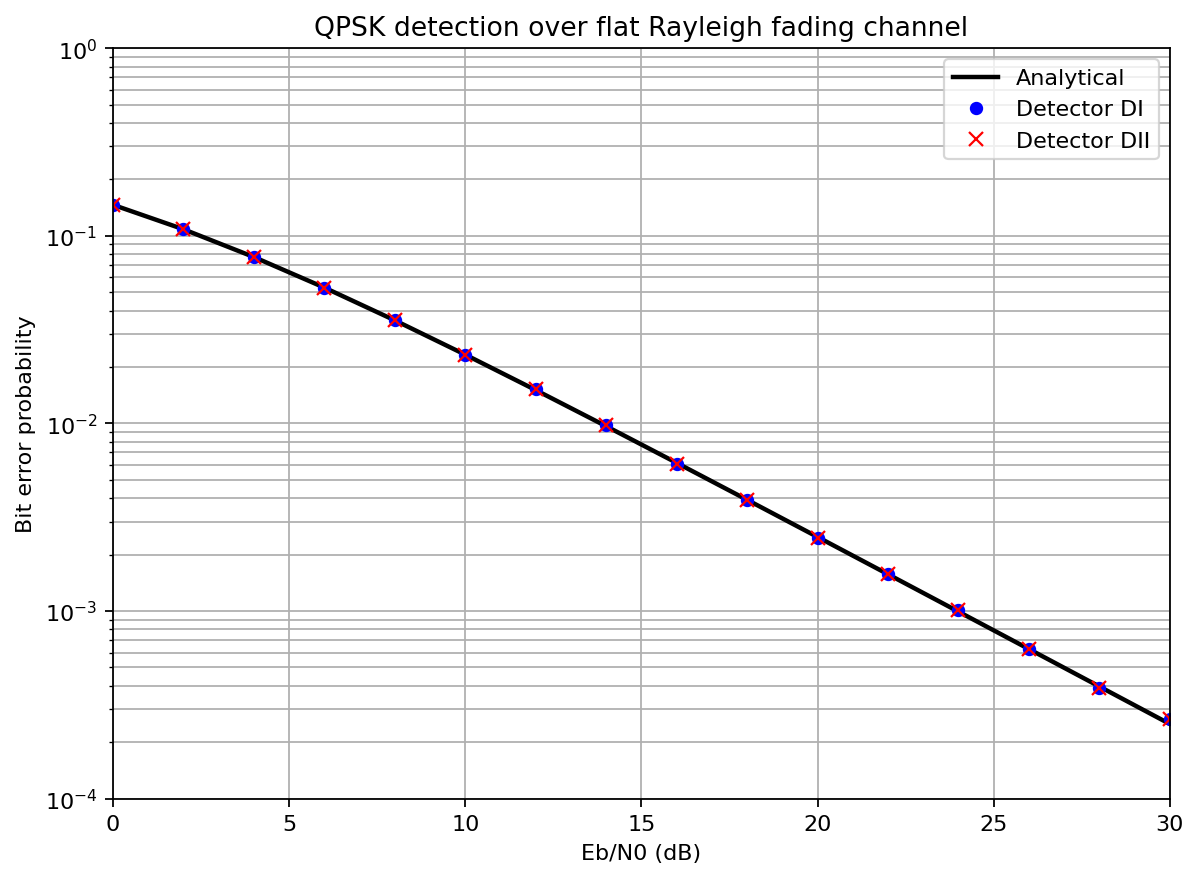 QPSK detection over flat Rayleigh fading channel
Analytical
Detector DI
Detector DII
10^0
10^-1
10^-2
10^-3
10^-4
Bit error probability
0 5 10 15 20 25 30
Eb/N0 (dB)